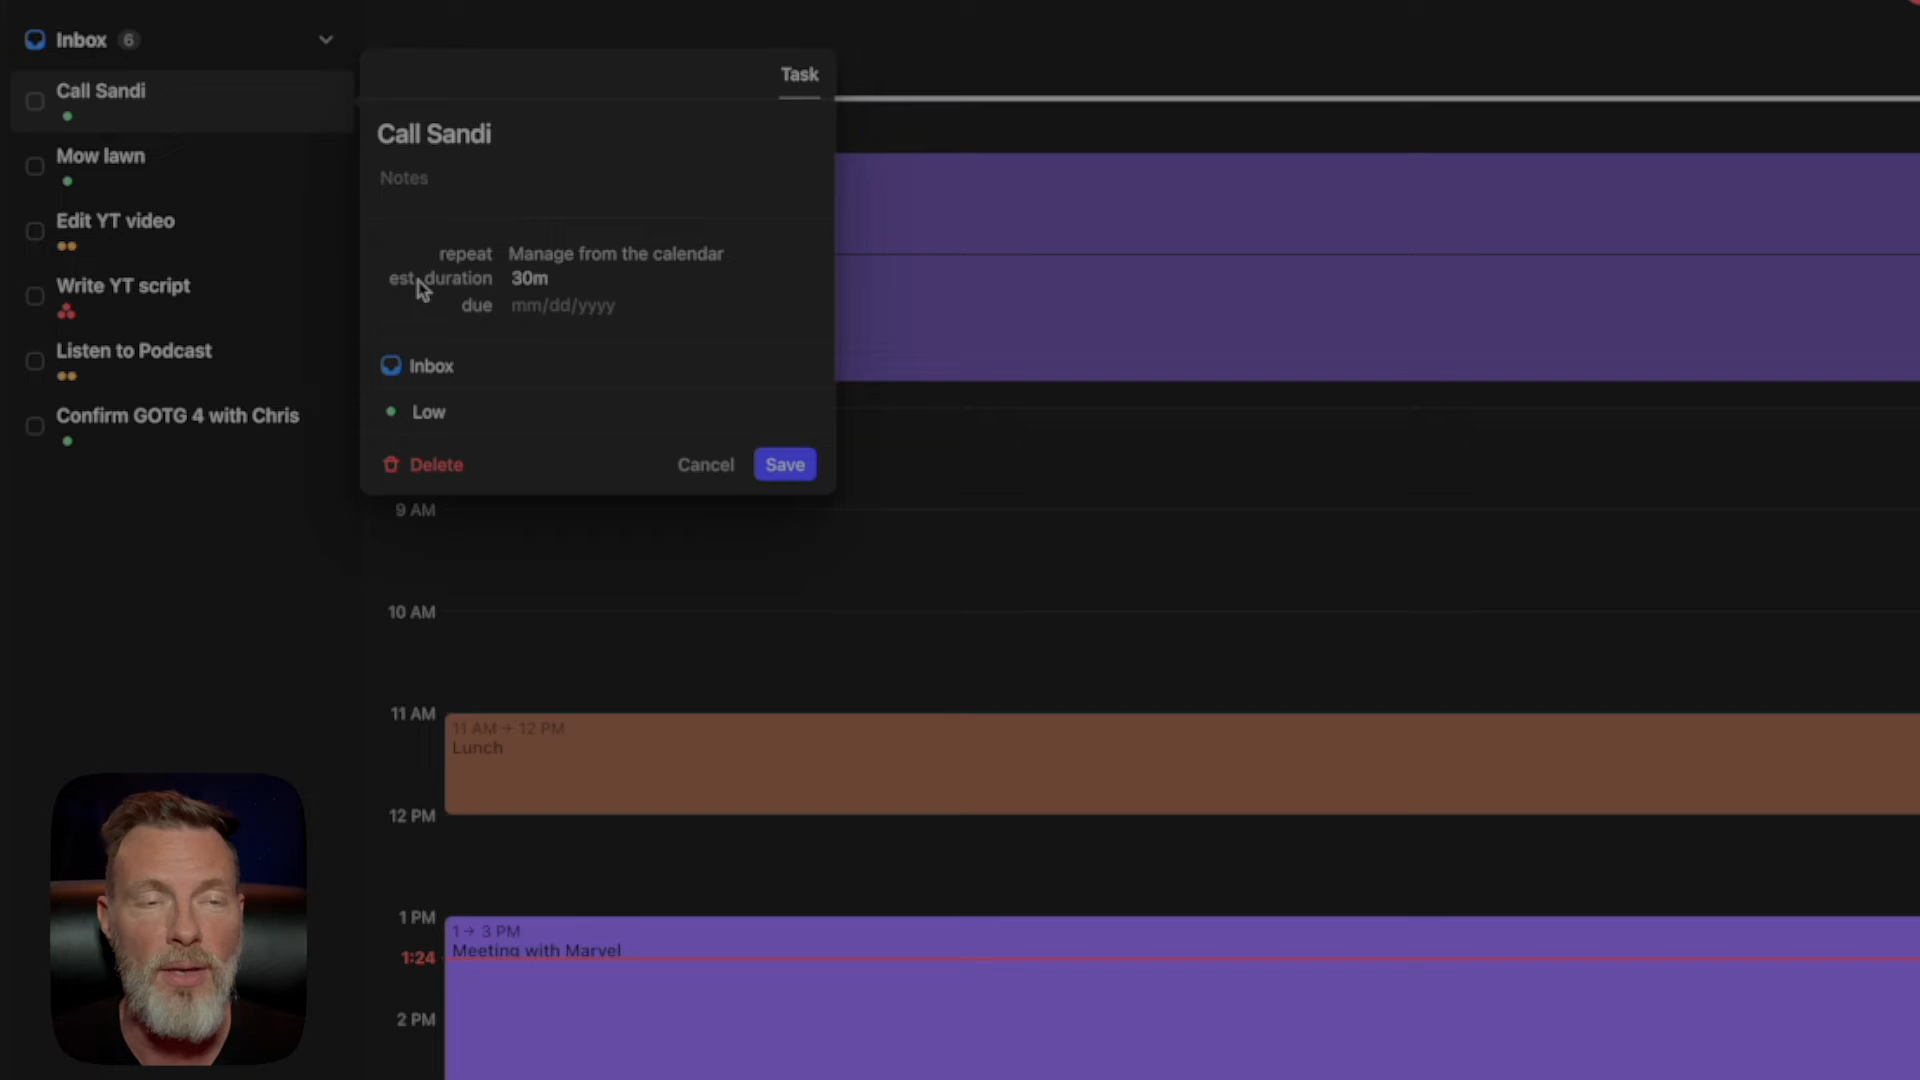 Inbox 6
Call Sandi
Mow lawn
Edit YT video
Write YT script
Listen to Podcast
Confirm GOTG 4 with Chris
Task
Call Sandi
Notes
repeat Manage from the calendar
est. duration 30m
due mm/dd/yyyy
Inbox
Low
Delete Cancel Save
9 AM
10 AM
11 AM
11 AM → 12 PM
Lunch
12 PM
1 PM
1 → 3 PM
Meeting with Marvel
1:24
2 PM